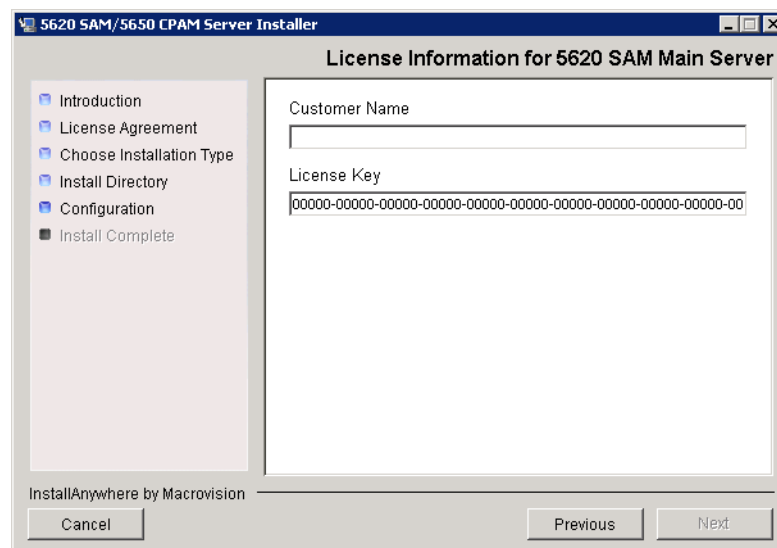 5620 SAM/5650 CPAM Server Installer
License Information for 5620 SAM Main Server
Introduction
License Agreement
Choose Installation Type
Install Directory
Configuration
Install Complete
Customer Name
License Key
00000-00000-00000-00000-00000-00000-00000-00000-00000-00000-00
InstallAnywhere by Macrovision
Cancel
Previous
Next